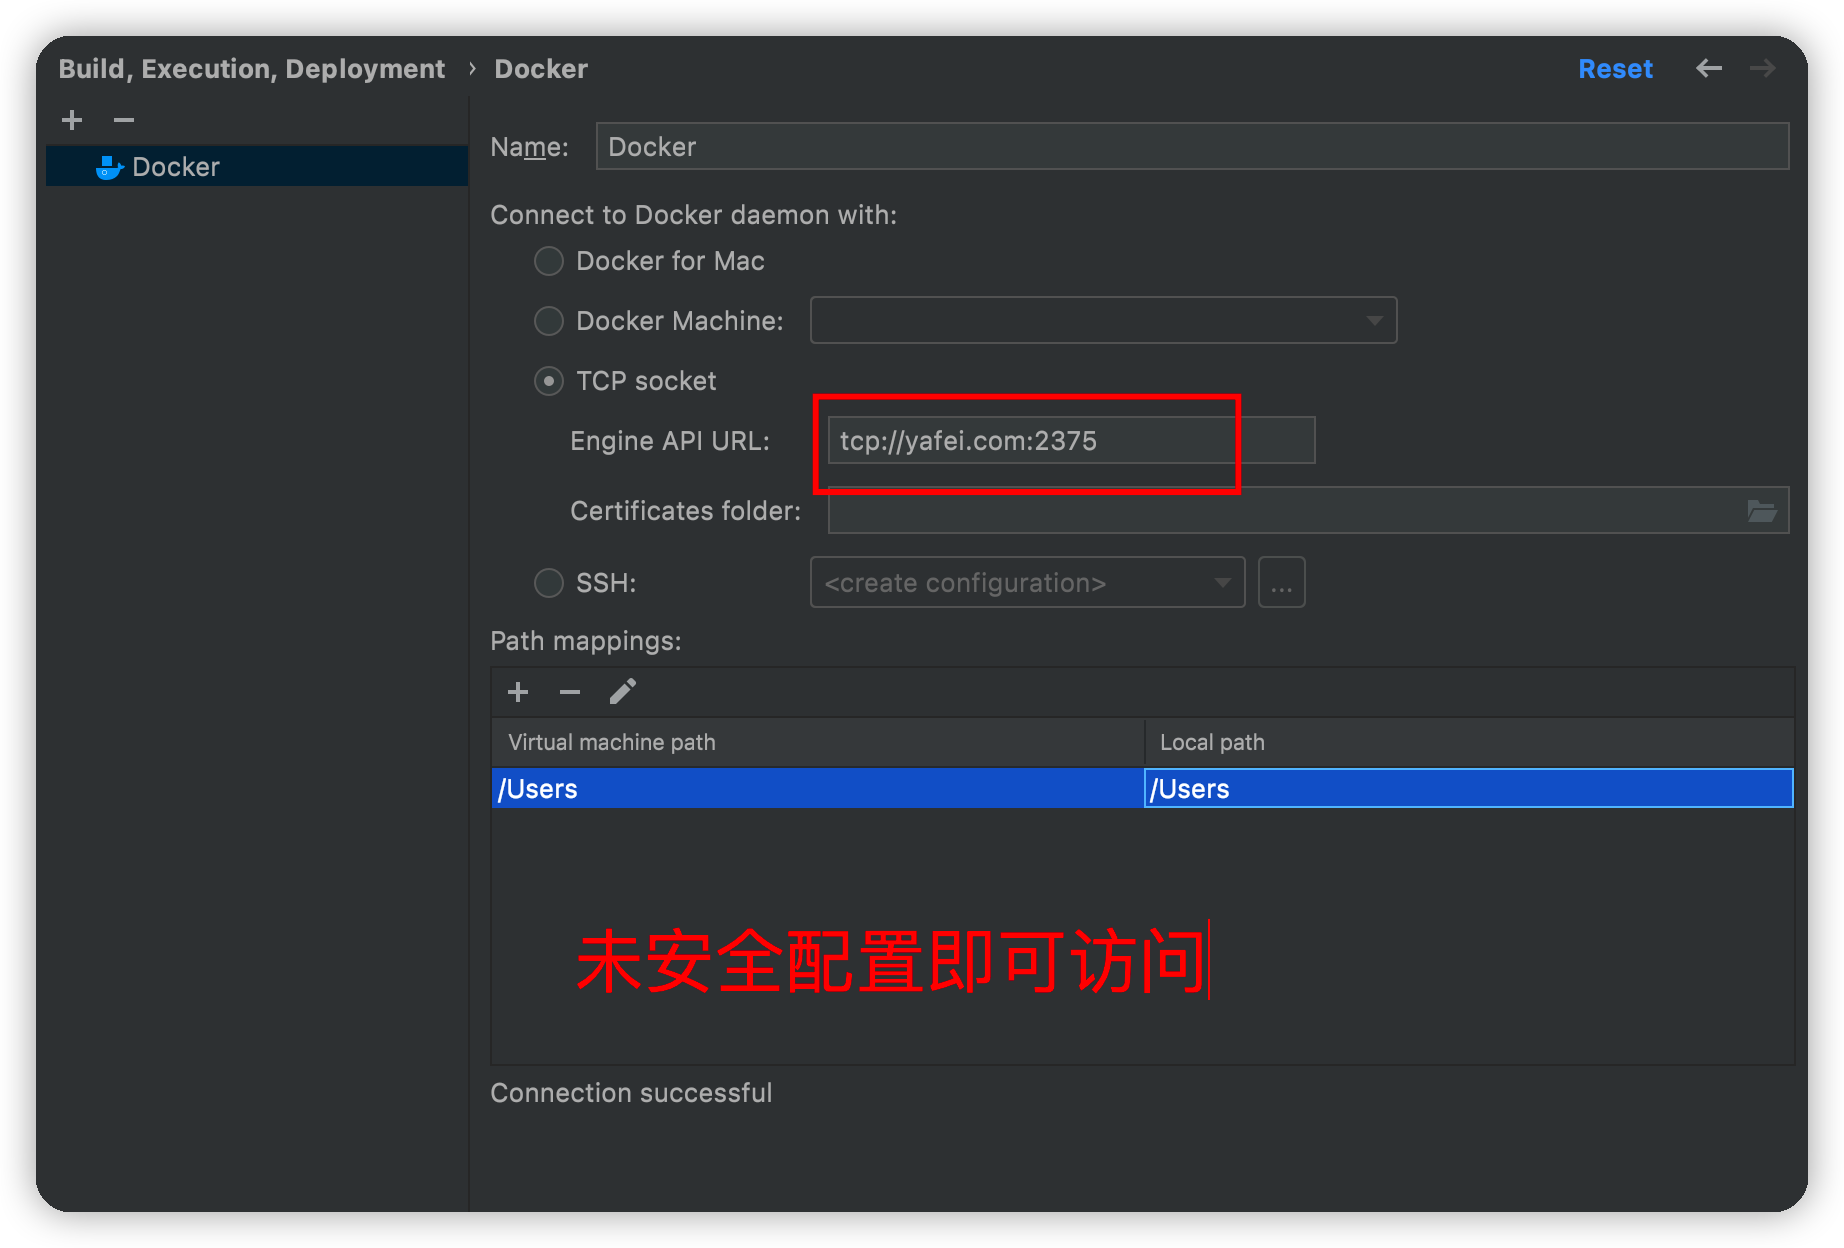 Build, Execution, Deployment › Docker
Reset
Docker
Name: Docker
Connect to Docker daemon with:
Docker for Mac
Docker Machine:
TCP socket
Engine API URL: tcp://yafei.com:2375
Certificates folder:
SSH: <create configuration> ...
Path mappings:
Virtual machine path Local path
/Users /Users
未安全配置即可访问
Connection successful